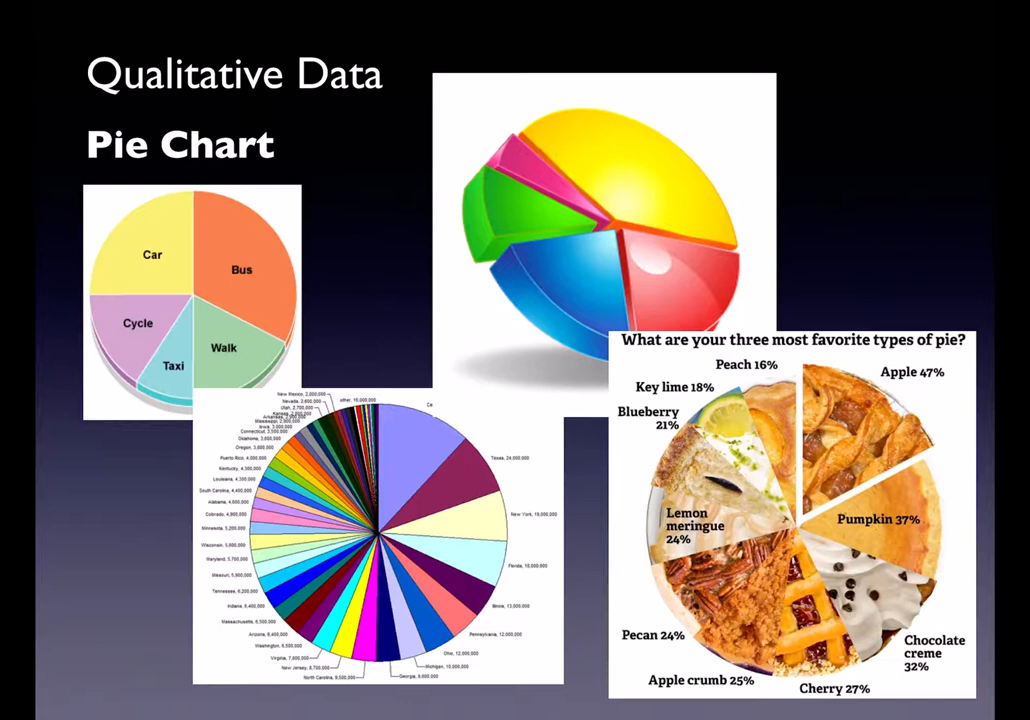 Qualitative Data
Pie Chart
Car
Bus
Cycle
Taxi
Walk
What are your three most favorite types of pie?
Peach 16%
Apple 47%
Key lime 18%
Blueberry
21%
Lemon
meringue
24%
Pumpkin 37%
Pecan 24%
Chocolate
creme
32%
Apple crumb 25%
Cherry 27%
New Mexico, 2,000,000
other, 16,000,000
Ca
Nevada, 2,600,000
Utah, 2,700,000
Connecticut, 3,500,000
Oklahoma, 3,600,000
Oregon, 3,800,000
Puerto Rico, 4,000,000
Kentucky, 4,300,000
Louisiana, 4,300,000
South Carolina, 4,400,000
Alabama, 4,600,000
Colorado, 4,900,000
Minnesota, 5,200,000
Wisconsin, 5,600,000
Maryland, 5,700,000
Missouri, 5,900,000
Tennessee, 6,200,000
Indiana, 6,400,000
Massachusetts, 6,500,000
Arizona, 6,400,000
Washington, 6,500,000
Virginia, 7,800,000
New Jersey, 8,700,000
North Carolina, 9,500,000
Texas, 24,000,000
New York, 19,000,000
Florida, 18,000,000
Illinois, 13,000,000
Pennsylvania, 12,000,000
Ohio, 12,000,000
Michigan, 10,000,000
Georgia, 9,000,000